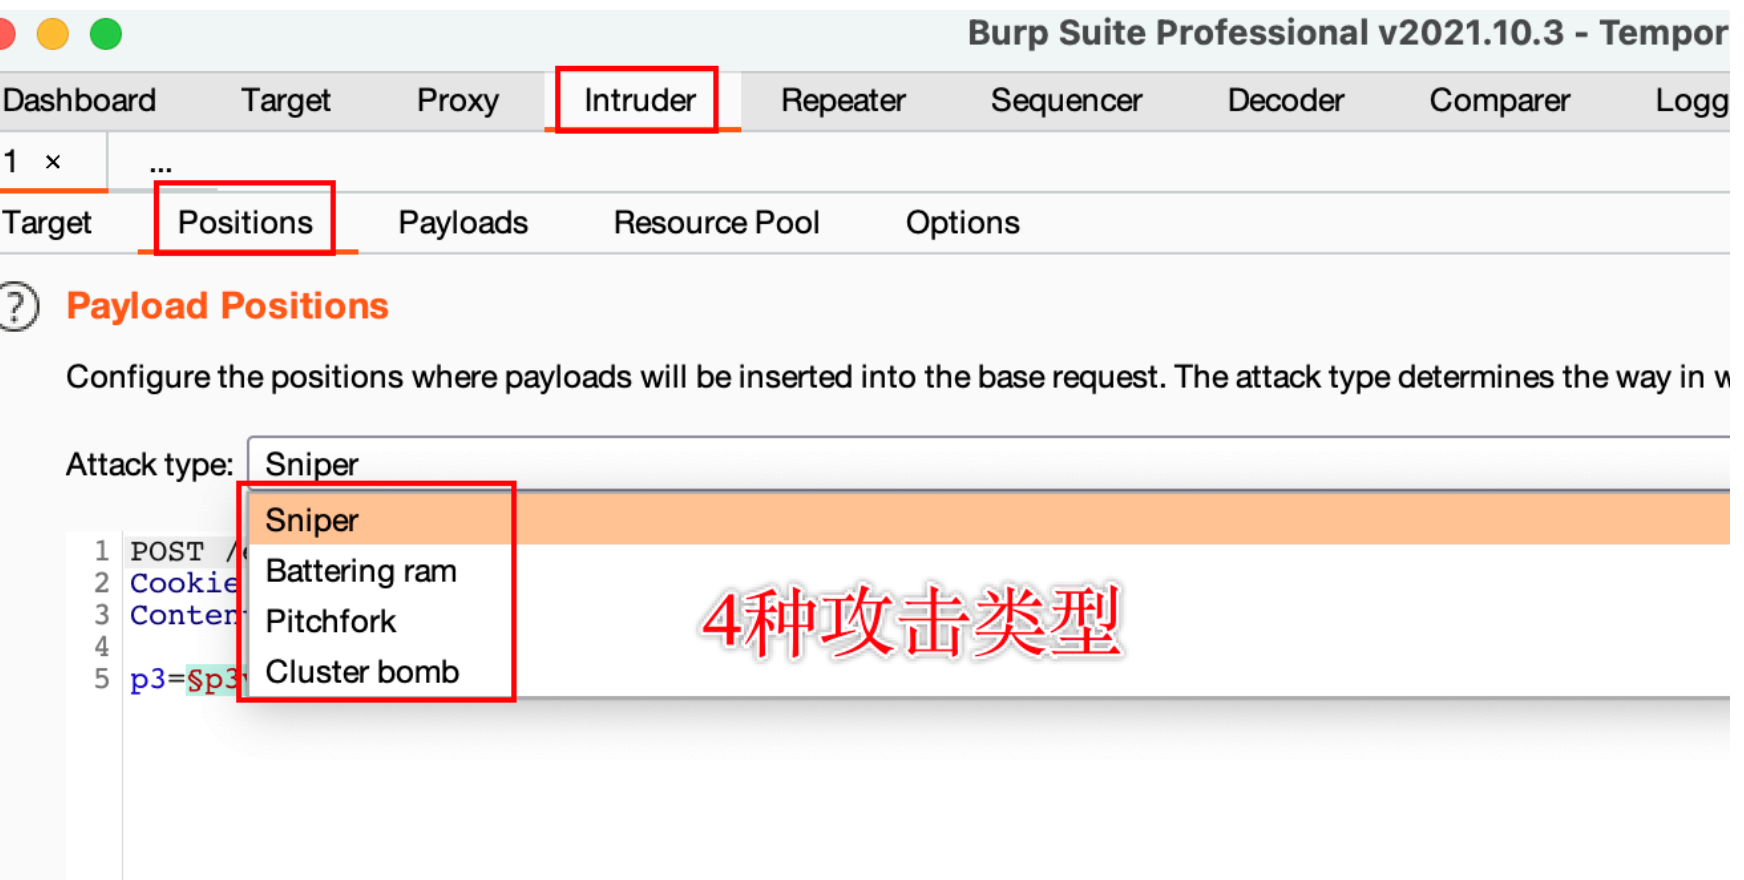 Burp Suite Professional v2021.10.3 - Tempor
Dashboard Target Proxy Intruder Repeater Sequencer Decoder Comparer Logg
1 × ...
Target Positions Payloads Resource Pool Options
? Payload Positions
Configure the positions where payloads will be inserted into the base request. The attack type determines the way in w
Attack type: Sniper
Sniper
Battering ram
Pitchfork
Cluster bomb
4种攻击类型
1 POST /
2 Cookie
3 Conten
4
5 p3=§p3